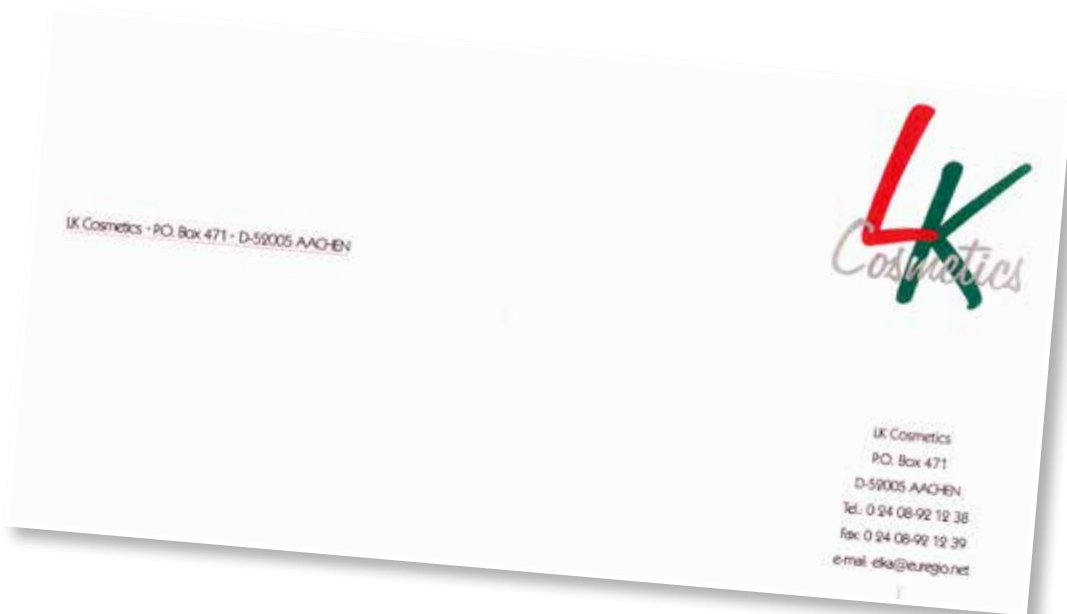 LK Cosmetics • P.O. Box 471 • D-52005 AACHEN
LK
Cosmetics
LK Cosmetics
P.O. Box 471
D-52005 AACHEN
Tel.: 0 24 08-92 12 38
Fax: 0 24 08-92 12 39
e-mail: elka@euregio.net